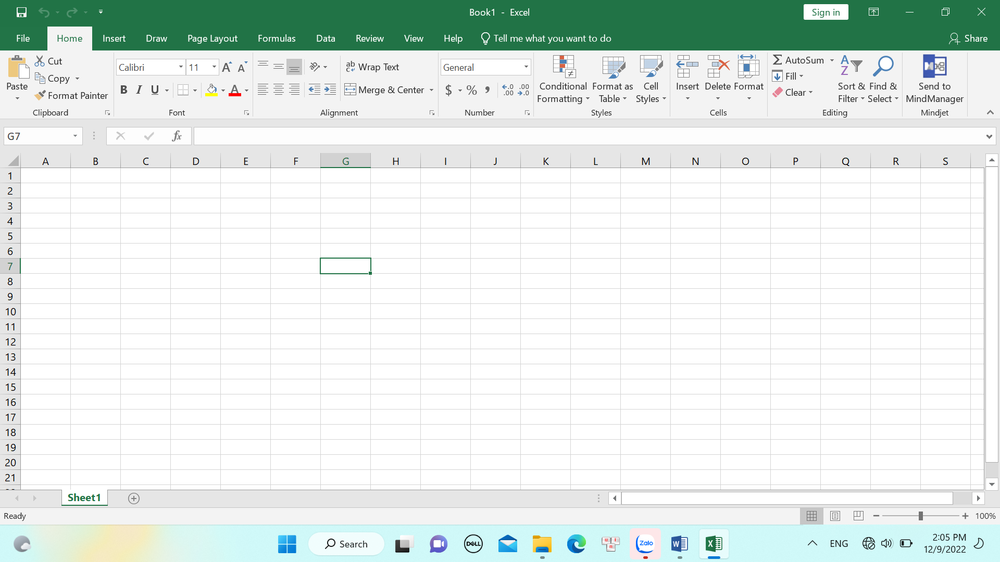 Book1 - Excel
Sign in
File Home Insert Draw Page Layout Formulas Data Review View Help Tell me what you want to do Share
Paste
Cut
Copy
Format Painter
Clipboard
Calibri 11
B I U
Font
Wrap Text
Merge & Center
Alignment
General
$ % ,
Number
Conditional Formatting
Format as Table
Cell Styles
Styles
Insert
Delete
Format
Cells
AutoSum
Fill
Clear
Sort & Filter
Find & Select
Editing
Send to MindManager
Mindjet
G7
fx
A B C D E F G H I J K L M N O P Q R S
1
2
3
4
5
6
7
8
9
10
11
12
13
14
15
16
17
18
19
20
21
Sheet1
Ready
100%
Search
DELL
Zalo
ENG
2:05 PM
12/9/2022